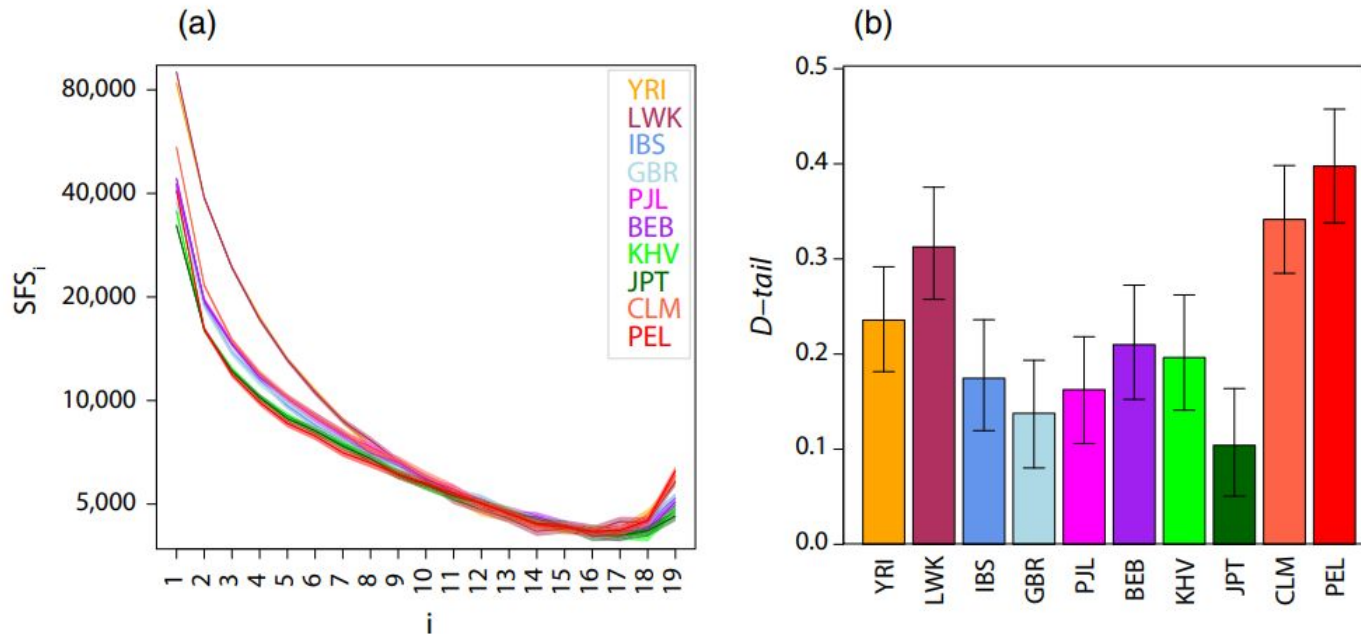 (a)
80,000
40,000
20,000
10,000
5,000
SFSi
1 2 3 4 5 6 7 8 9 10 11 12 13 14 15 16 17 18 19
i
YRI
LWK
IBS
GBR
PJL
BEB
KHV
JPT
CLM
PEL
(b)
0.5
0.4
0.3
0.2
0.1
0.0
D–tail
YRI LWK IBS GBR PJL BEB KHV JPT CLM PEL